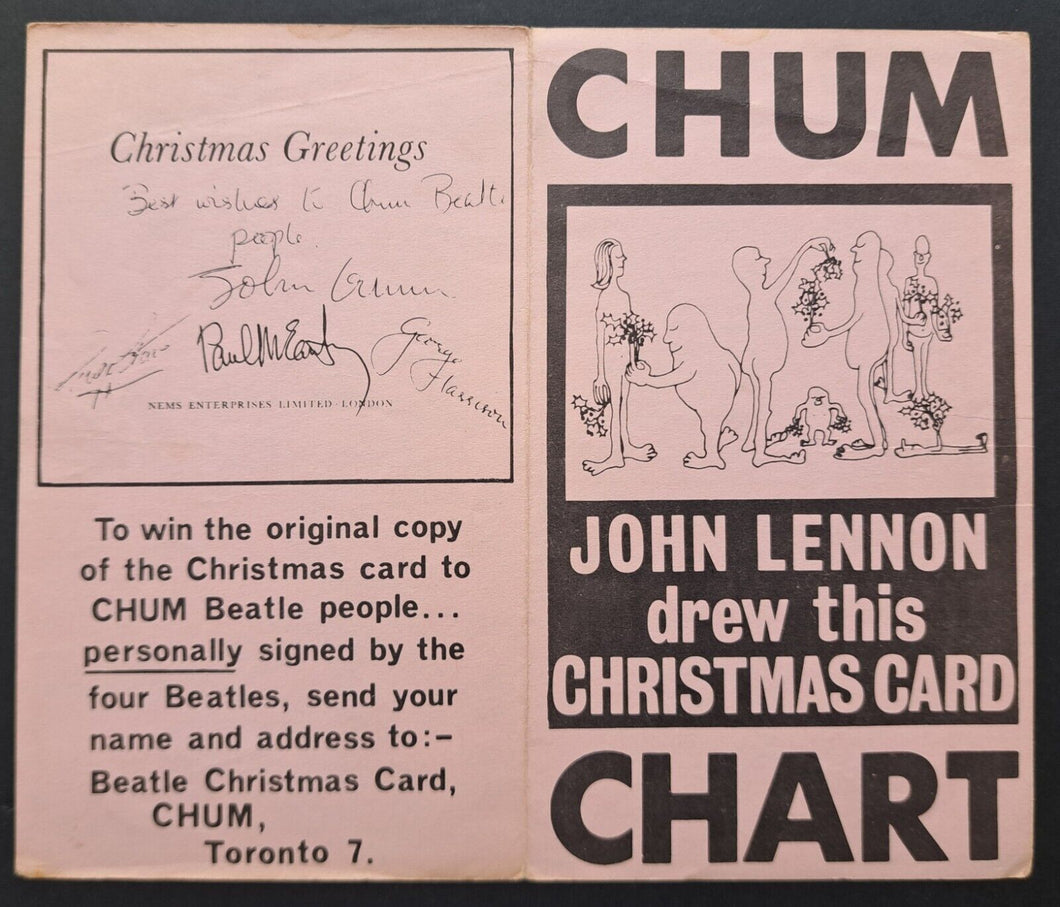 Christmas Greetings
Best wishes to Chum Beatle
people.
John Lennon
Ringo Starr
Paul McCartney
George Harrison
NEMS ENTERPRISES LIMITED · LONDON
To win the original copy
of the Christmas card to
CHUM Beatle people...
personally signed by the
four Beatles, send your
name and address to:–
Beatle Christmas Card,
CHUM,
Toronto 7.
CHUM
JOHN LENNON
drew this
CHRISTMAS CARD
CHART